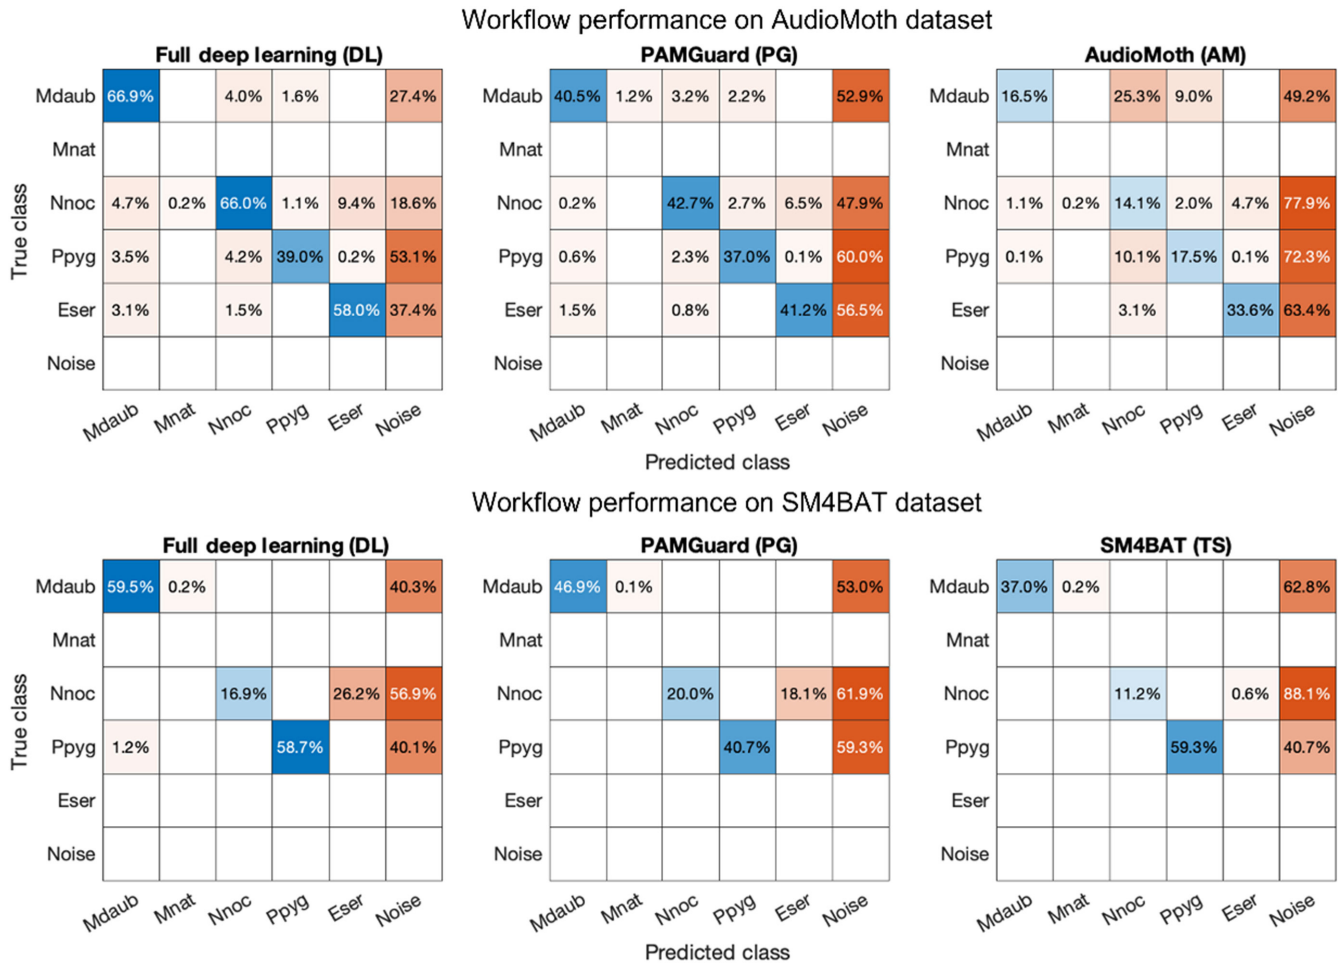 Workflow performance on AudioMoth dataset
Full deep learning (DL)
PAMGuard (PG)
AudioMoth (AM)
True class
Mdaub 66.9% 4.0% 1.6% 27.4%
Mnat
Nnoc 4.7% 0.2% 66.0% 1.1% 9.4% 18.6%
Ppyg 3.5% 4.2% 39.0% 0.2% 53.1%
Eser 3.1% 1.5% 58.0% 37.4%
Noise
Mdaub Mnat Nnoc Ppyg Eser Noise
Mdaub 40.5% 1.2% 3.2% 2.2% 52.9%
Mnat
Nnoc 0.2% 42.7% 2.7% 6.5% 47.9%
Ppyg 0.6% 2.3% 37.0% 0.1% 60.0%
Eser 1.5% 0.8% 41.2% 56.5%
Noise
Mdaub Mnat Nnoc Ppyg Eser Noise
Mdaub 16.5% 25.3% 9.0% 49.2%
Mnat
Nnoc 1.1% 0.2% 14.1% 2.0% 4.7% 77.9%
Ppyg 0.1% 10.1% 17.5% 0.1% 72.3%
Eser 3.1% 33.6% 63.4%
Noise
Mdaub Mnat Nnoc Ppyg Eser Noise
Predicted class
Workflow performance on SM4BAT dataset
Full deep learning (DL)
PAMGuard (PG)
SM4BAT (TS)
True class
Mdaub 59.5% 0.2% 40.3%
Mnat
Nnoc 16.9% 26.2% 56.9%
Ppyg 1.2% 58.7% 40.1%
Eser
Noise
Mdaub Mnat Nnoc Ppyg Eser Noise
Mdaub 46.9% 0.1% 53.0%
Mnat
Nnoc 20.0% 18.1% 61.9%
Ppyg 40.7% 59.3%
Eser
Noise
Mdaub Mnat Nnoc Ppyg Eser Noise
Mdaub 37.0% 0.2% 62.8%
Mnat
Nnoc 11.2% 0.6% 88.1%
Ppyg 59.3% 40.7%
Eser
Noise
Mdaub Mnat Nnoc Ppyg Eser Noise
Predicted class